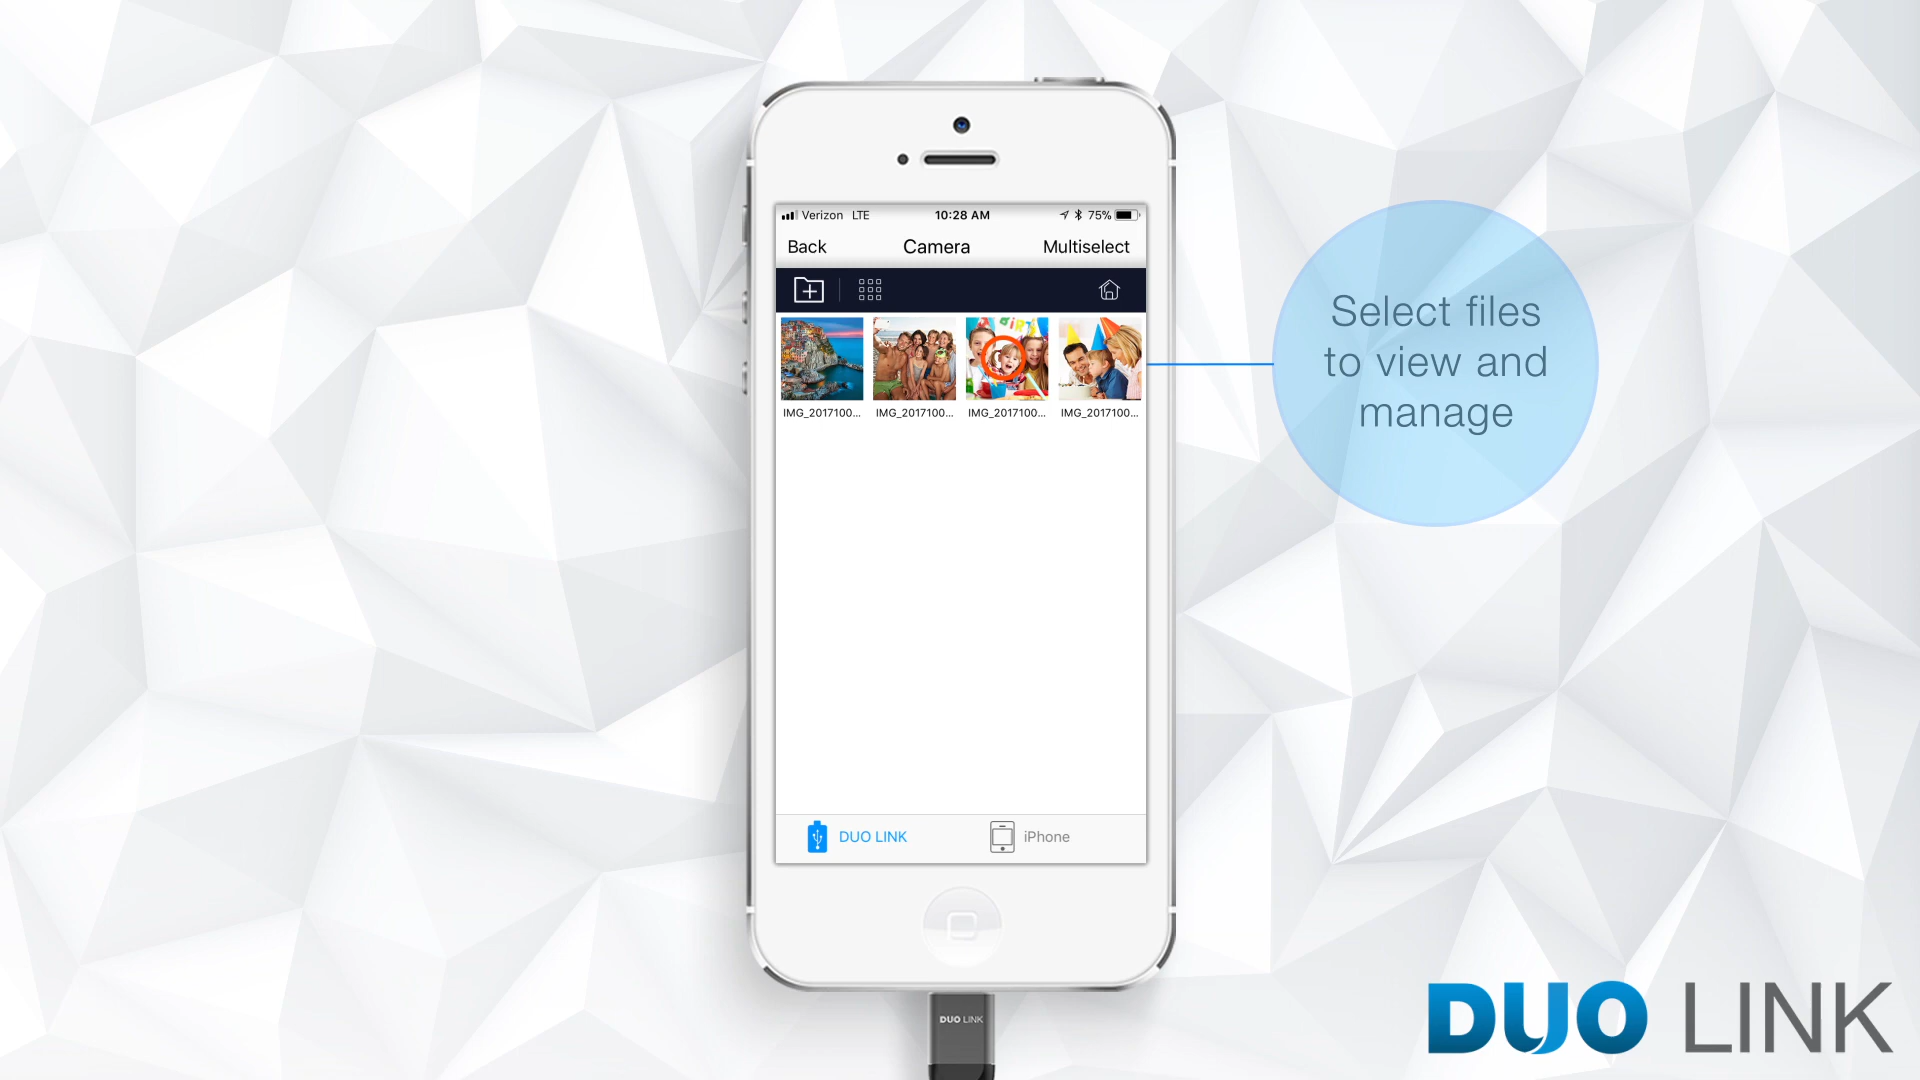 Verizon LTE 10:28 AM 75%
Back Camera Multiselect
BiRT
IMG_2017100... IMG_2017100... IMG_2017100... IMG_2017100...
Select files
to view and
manage
DUO LINK iPhone
DUO LINK
DUO LINK